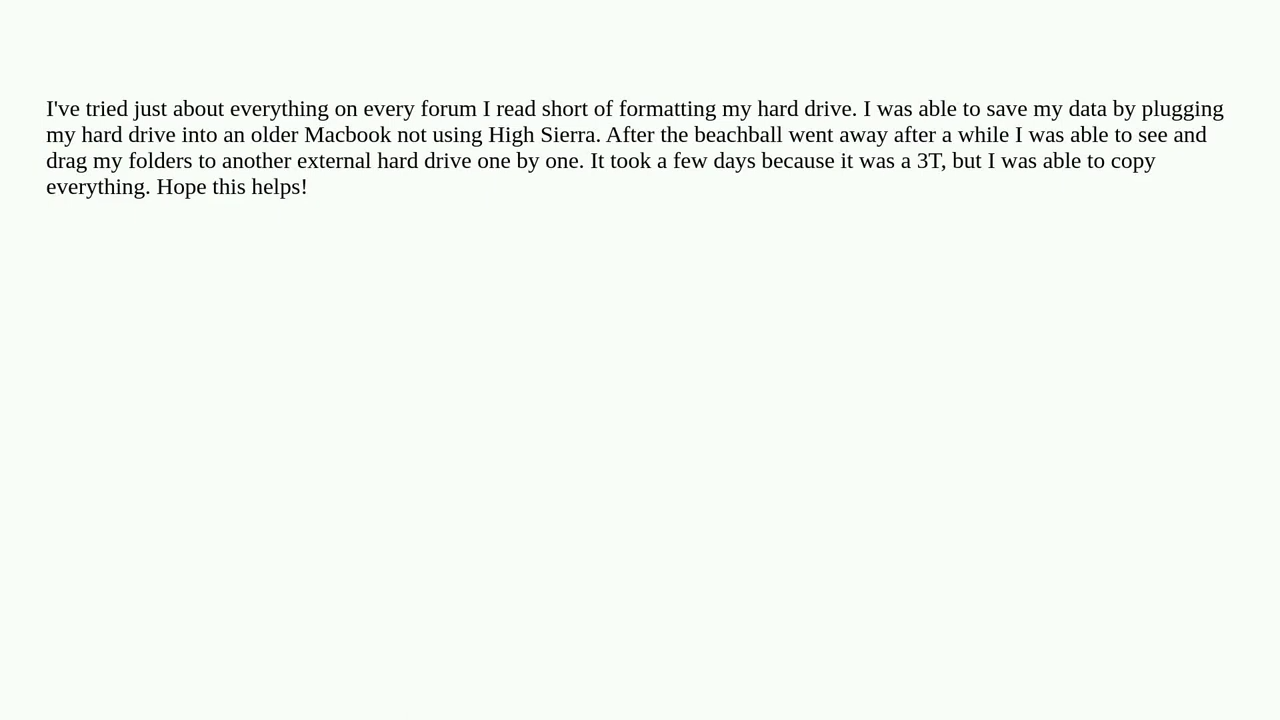 I've tried just about everything on every forum I read short of formatting my hard drive. I was able to save my data by plugging
my hard drive into an older Macbook not using High Sierra. After the beachball went away after a while I was able to see and
drag my folders to another external hard drive one by one. It took a few days because it was a 3T, but I was able to copy
everything. Hope this helps!